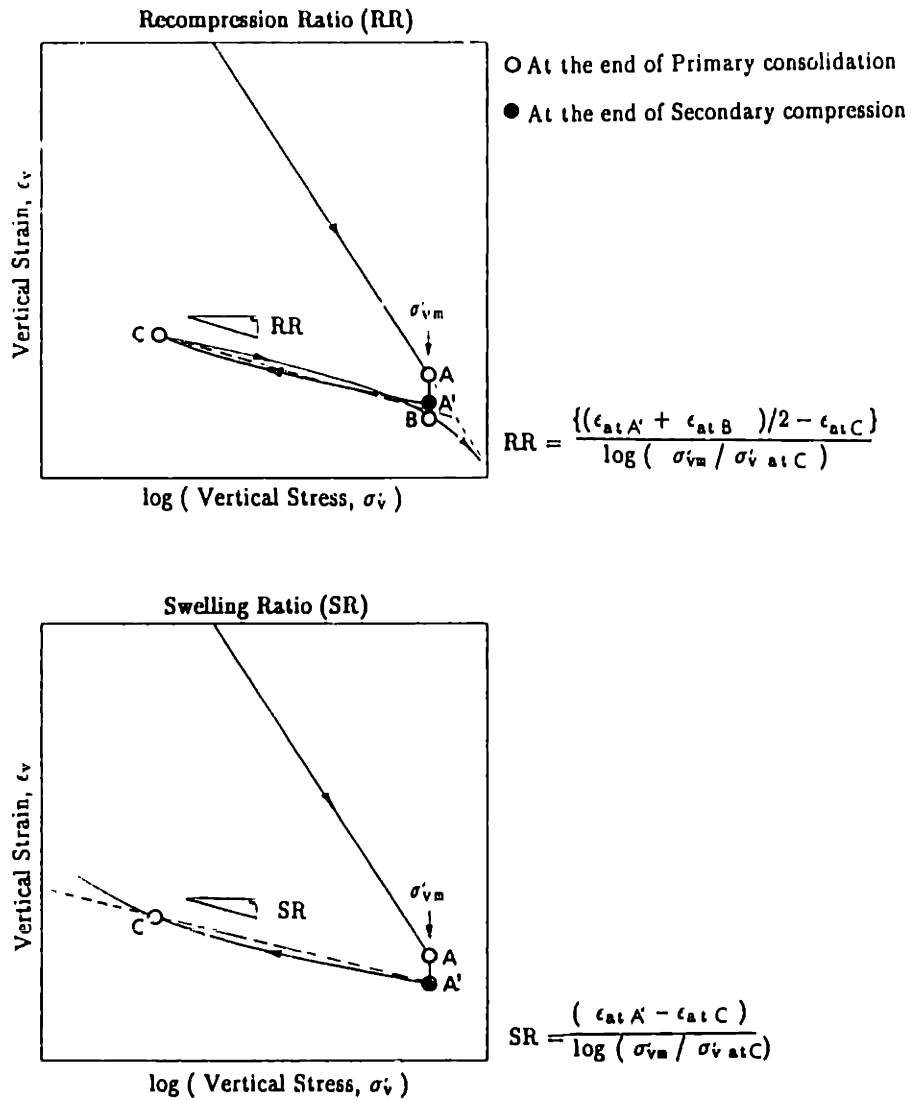 Recompression Ratio (RR)
○ At the end of Primary consolidation
● At the end of Secondary compression
Vertical Strain, ϵv
σ'vm
C
RR
A
A'
B
RR = {(ϵat A' + ϵat B )/2 − ϵat C} / log ( σ'vm / σ'v at C )
log ( Vertical Stress, σ'v )
Swelling Ratio (SR)
Vertical Strain, ϵv
σ'vm
C
SR
A
A'
SR = ( ϵat A' − ϵat C ) / log ( σ'vm / σ'v at C)
log ( Vertical Stress, σ'v )